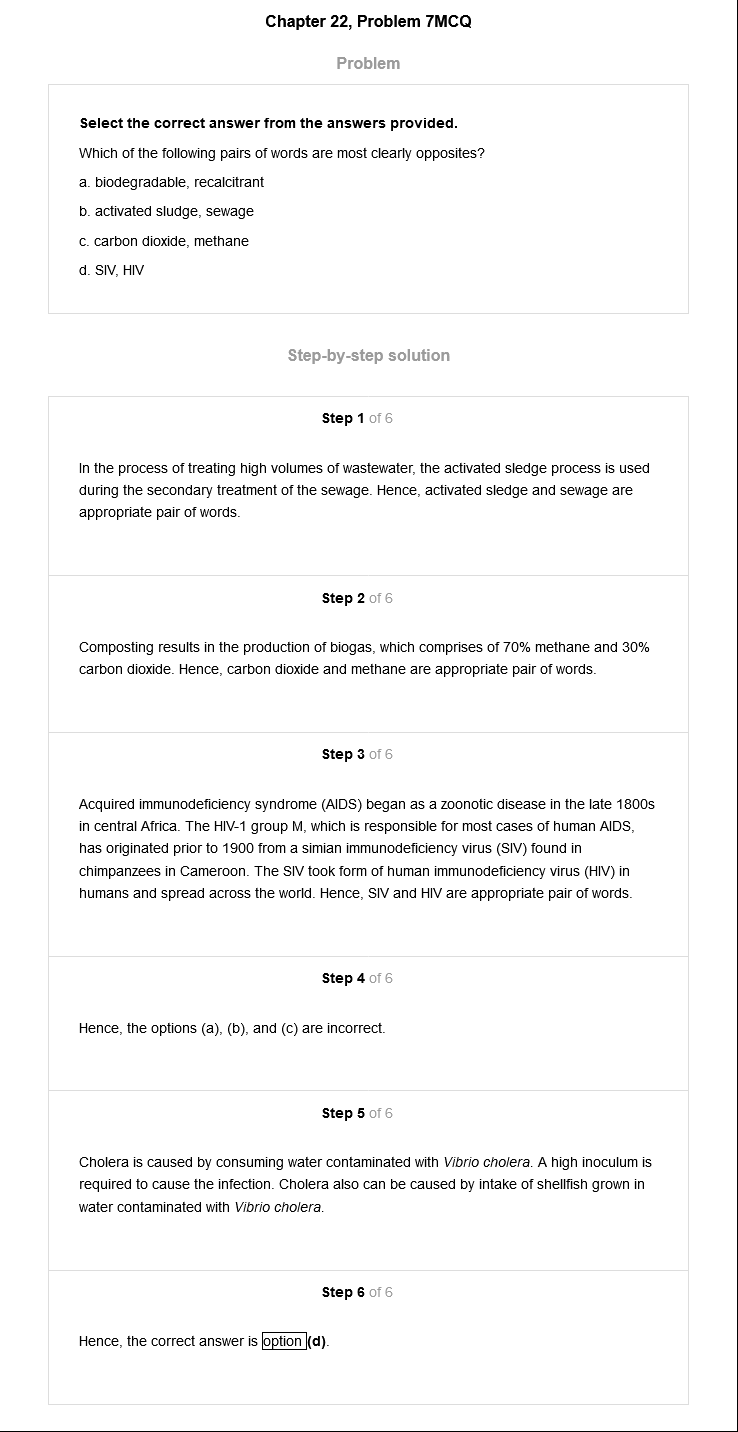 Chapter 22, Problem 7MCQ
Problem
Select the correct answer from the answers provided.
Which of the following pairs of words are most clearly opposites?
a. biodegradable, recalcitrant
b. activated sludge, sewage
c. carbon dioxide, methane
d. SIV, HIV
Step-by-step solution
Step 1 of 6
In the process of treating high volumes of wastewater, the activated sledge process is used
during the secondary treatment of the sewage. Hence, activated sledge and sewage are
appropriate pair of words.
Step 2 of 6
Composting results in the production of biogas, which comprises of 70% methane and 30%
carbon dioxide. Hence, carbon dioxide and methane are appropriate pair of words.
Step 3 of 6
Acquired immunodeficiency syndrome (AIDS) began as a zoonotic disease in the late 1800s
in central Africa. The HIV-1 group M, which is responsible for most cases of human AIDS,
has originated prior to 1900 from a simian immunodeficiency virus (SIV) found in
chimpanzees in Cameroon. The SIV took form of human immunodeficiency virus (HIV) in
humans and spread across the world. Hence, SIV and HIV are appropriate pair of words.
Step 4 of 6
Hence, the options (a), (b), and (c) are incorrect.
Step 5 of 6
Cholera is caused by consuming water contaminated with Vibrio cholera. A high inoculum is
required to cause the infection. Cholera also can be caused by intake of shellfish grown in
water contaminated with Vibrio cholera.
Step 6 of 6
Hence, the correct answer is option (d).